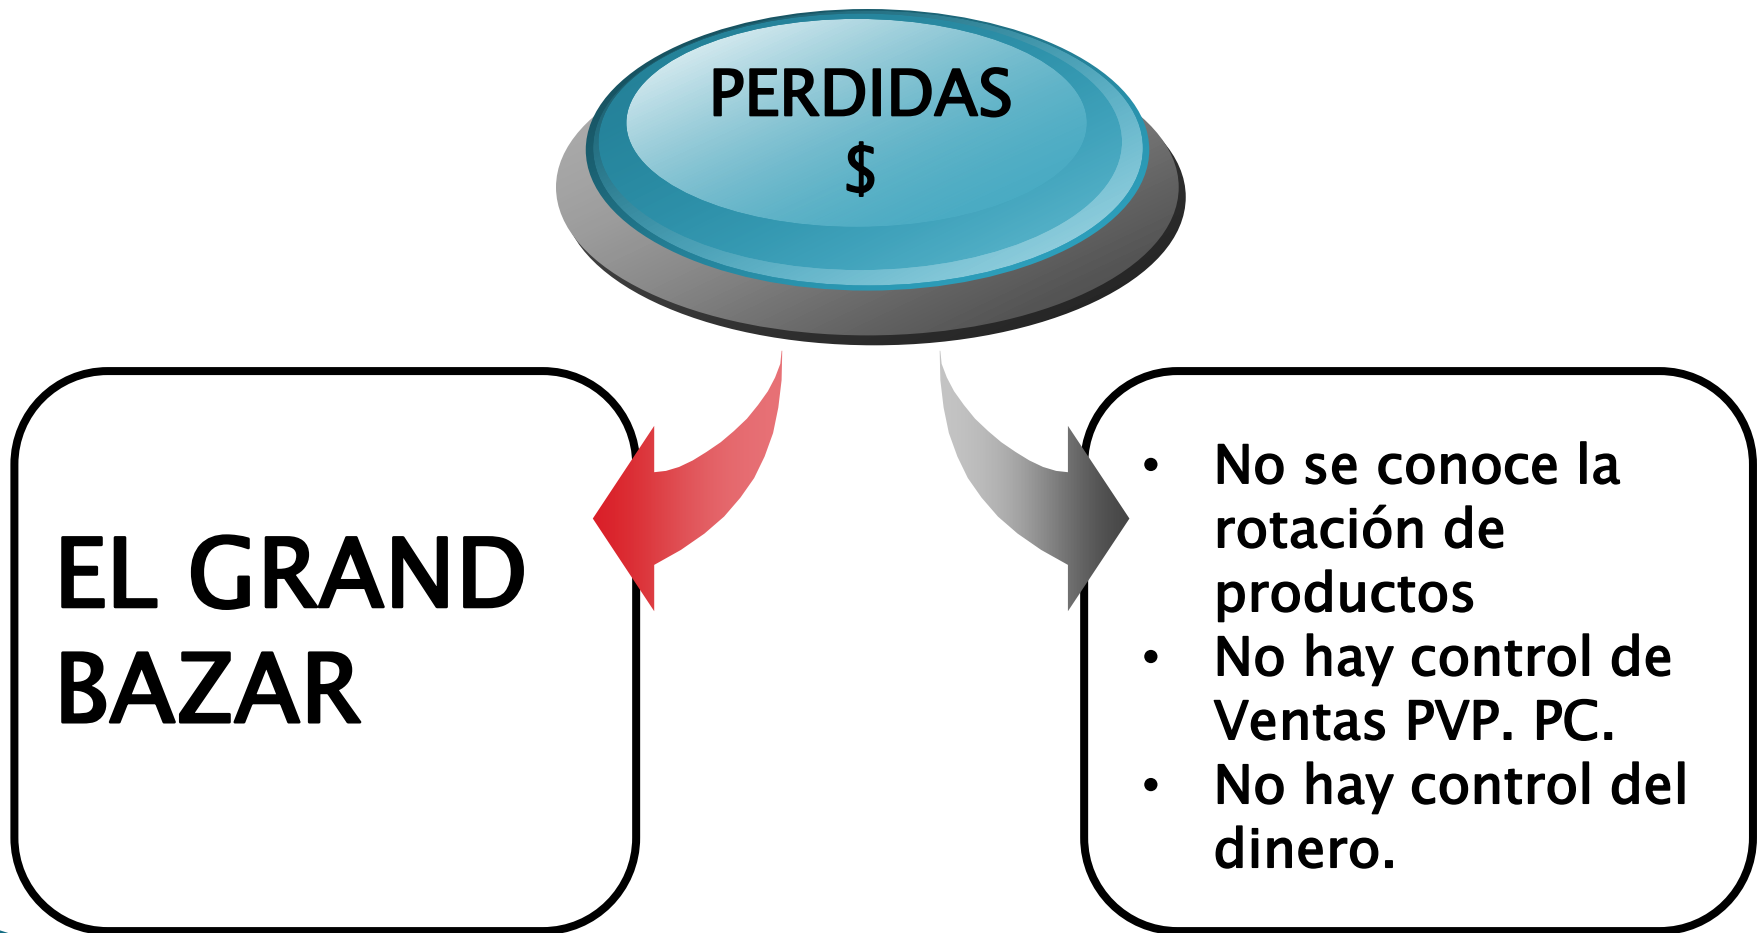 PERDIDAS
$
EL GRAND
BAZAR
• No se conoce la
rotación de
productos
• No hay control de
Ventas PVP. PC.
• No hay control del
dinero.